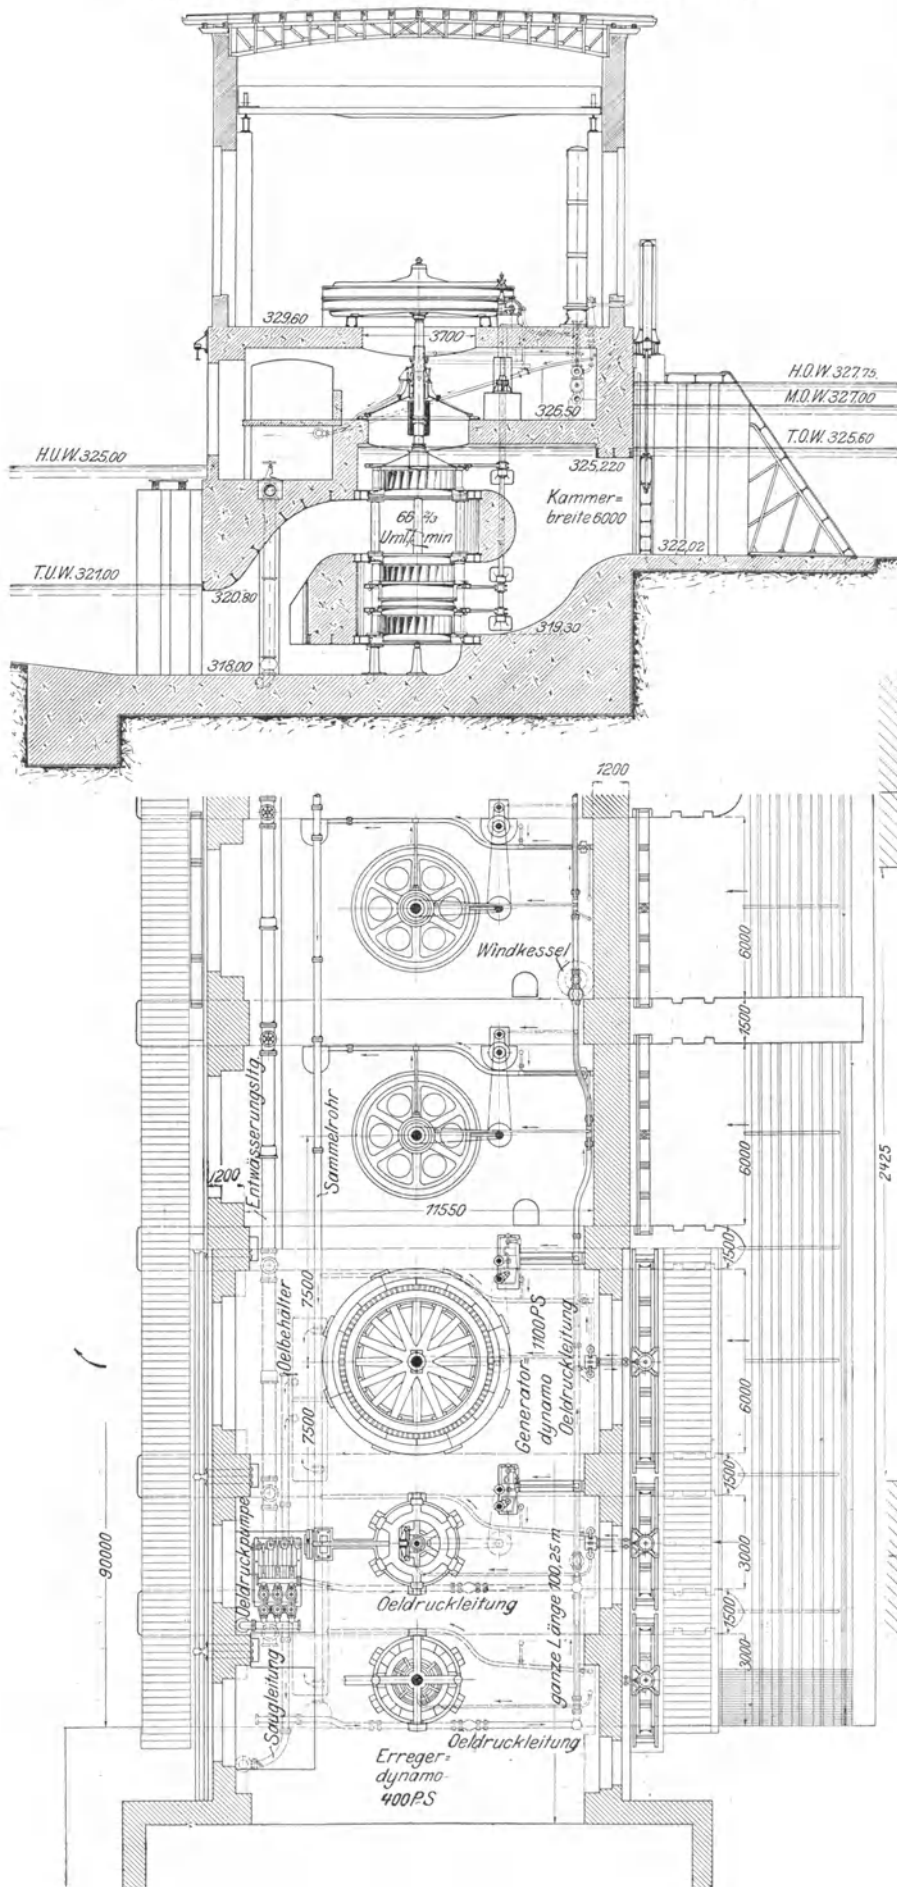 329,60
3700
H.O.W. 327,75
M.O.W. 327,00
326,50
T.O.W. 325,60
H.U.W. 325,00
325,220
Kammer=
breite 6000
66 2/3
Uml/p. min
322,02
T.U.W. 321,00
320,80
319,30
318,00
1200
Windkessel
6000
1500
Entwässerungsltg.
Sammelrohr
1200
6000
2425
11550
1500
7500
Oelbehälter
Generator=
dynamo
1100 PS
Oeldruckleitung
6000
7500
1500
90000
Oeldruckpumpe
3000
Oeldruckleitung
1500
ganze Länge 100,25 m
Saugleitung
3000
Oeldruckleitung
Erreger=
dynamo
400 P.S